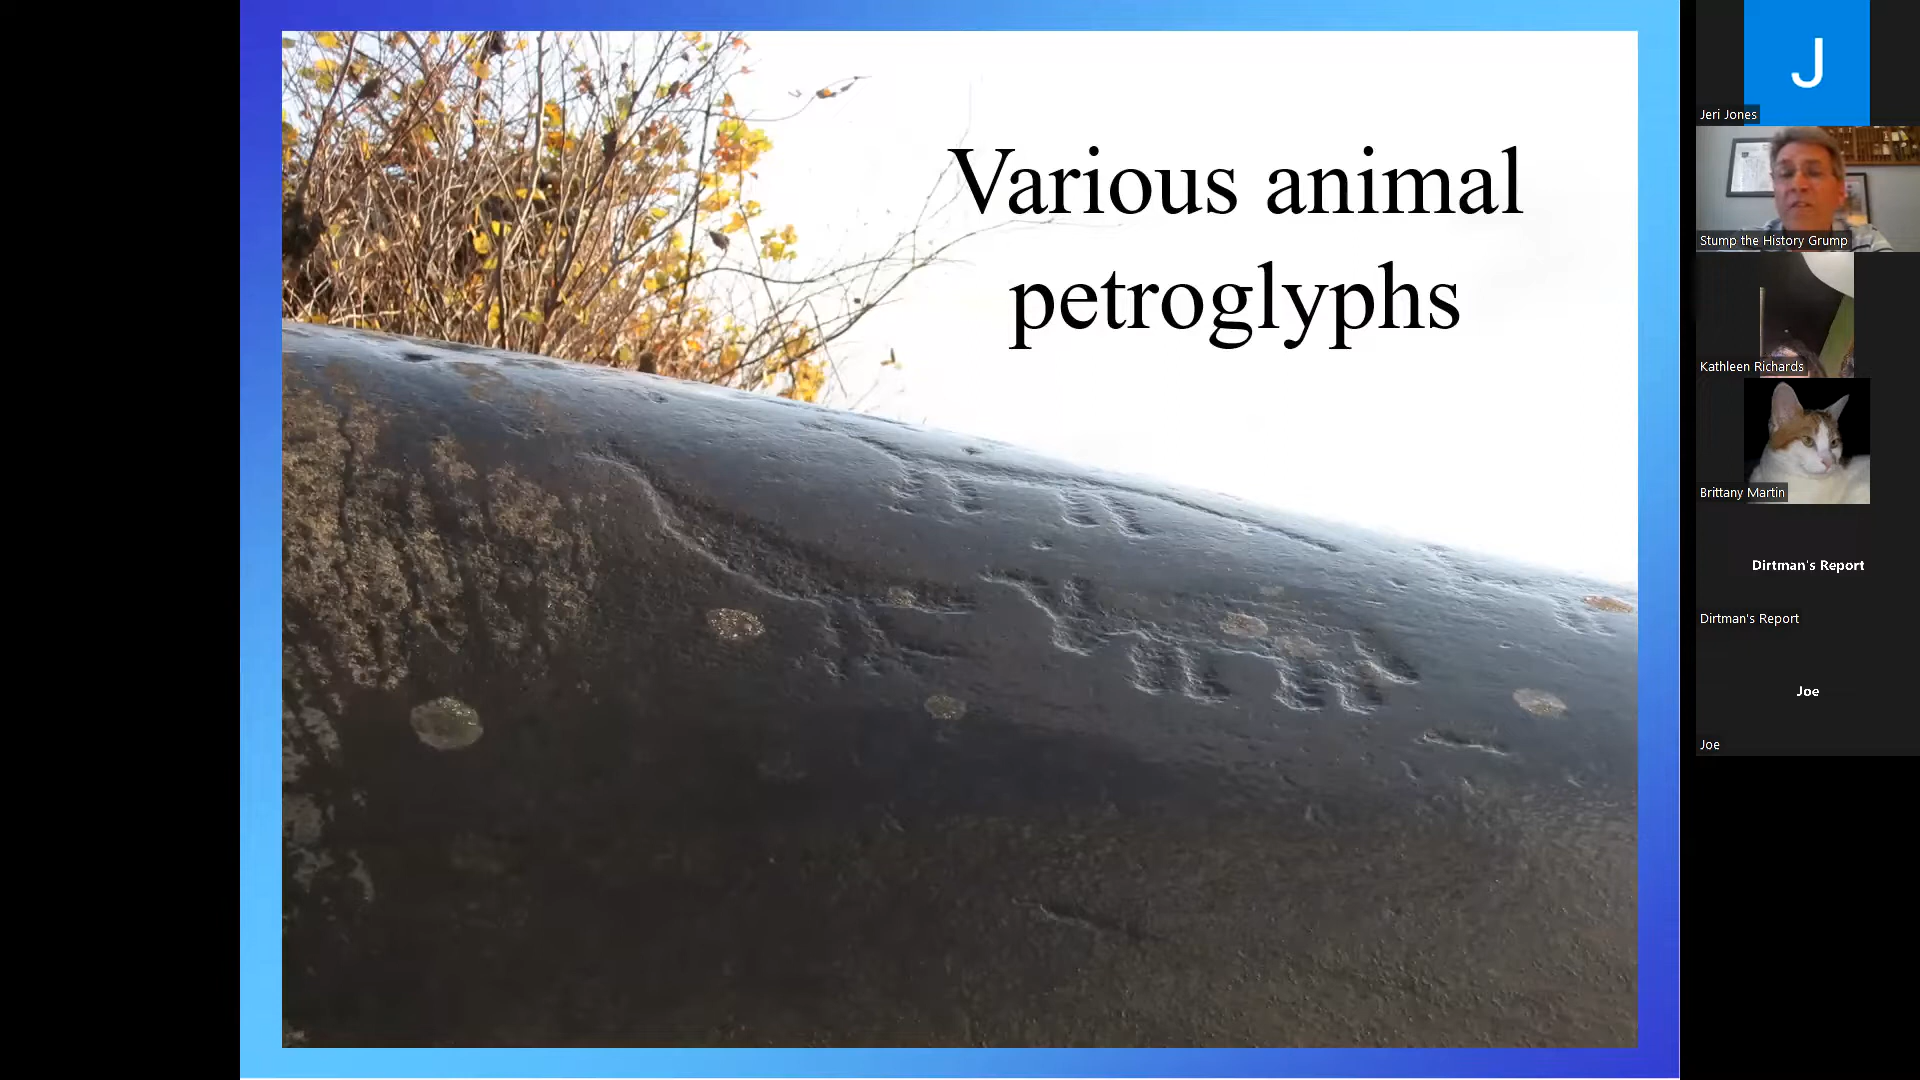 Various animal
petroglyphs
J
Jeri Jones
Stump the History Grump
Kathleen Richards
Brittany Martin
Dirtman's Report
Dirtman's Report
Joe
Joe